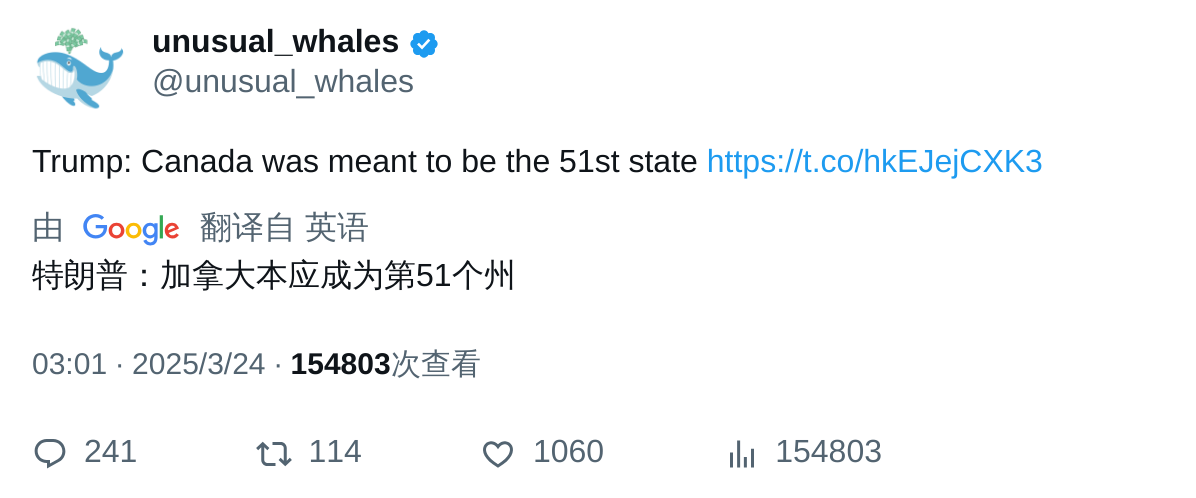 unusual_whales
@unusual_whales
Trump: Canada was meant to be the 51st state https://t.co/hkEJejCXK3
由 Google 翻译自 英语
特朗普：加拿大本应成为第51个州
03:01 · 2025/3/24 · 154803次查看
241 114 1060 154803